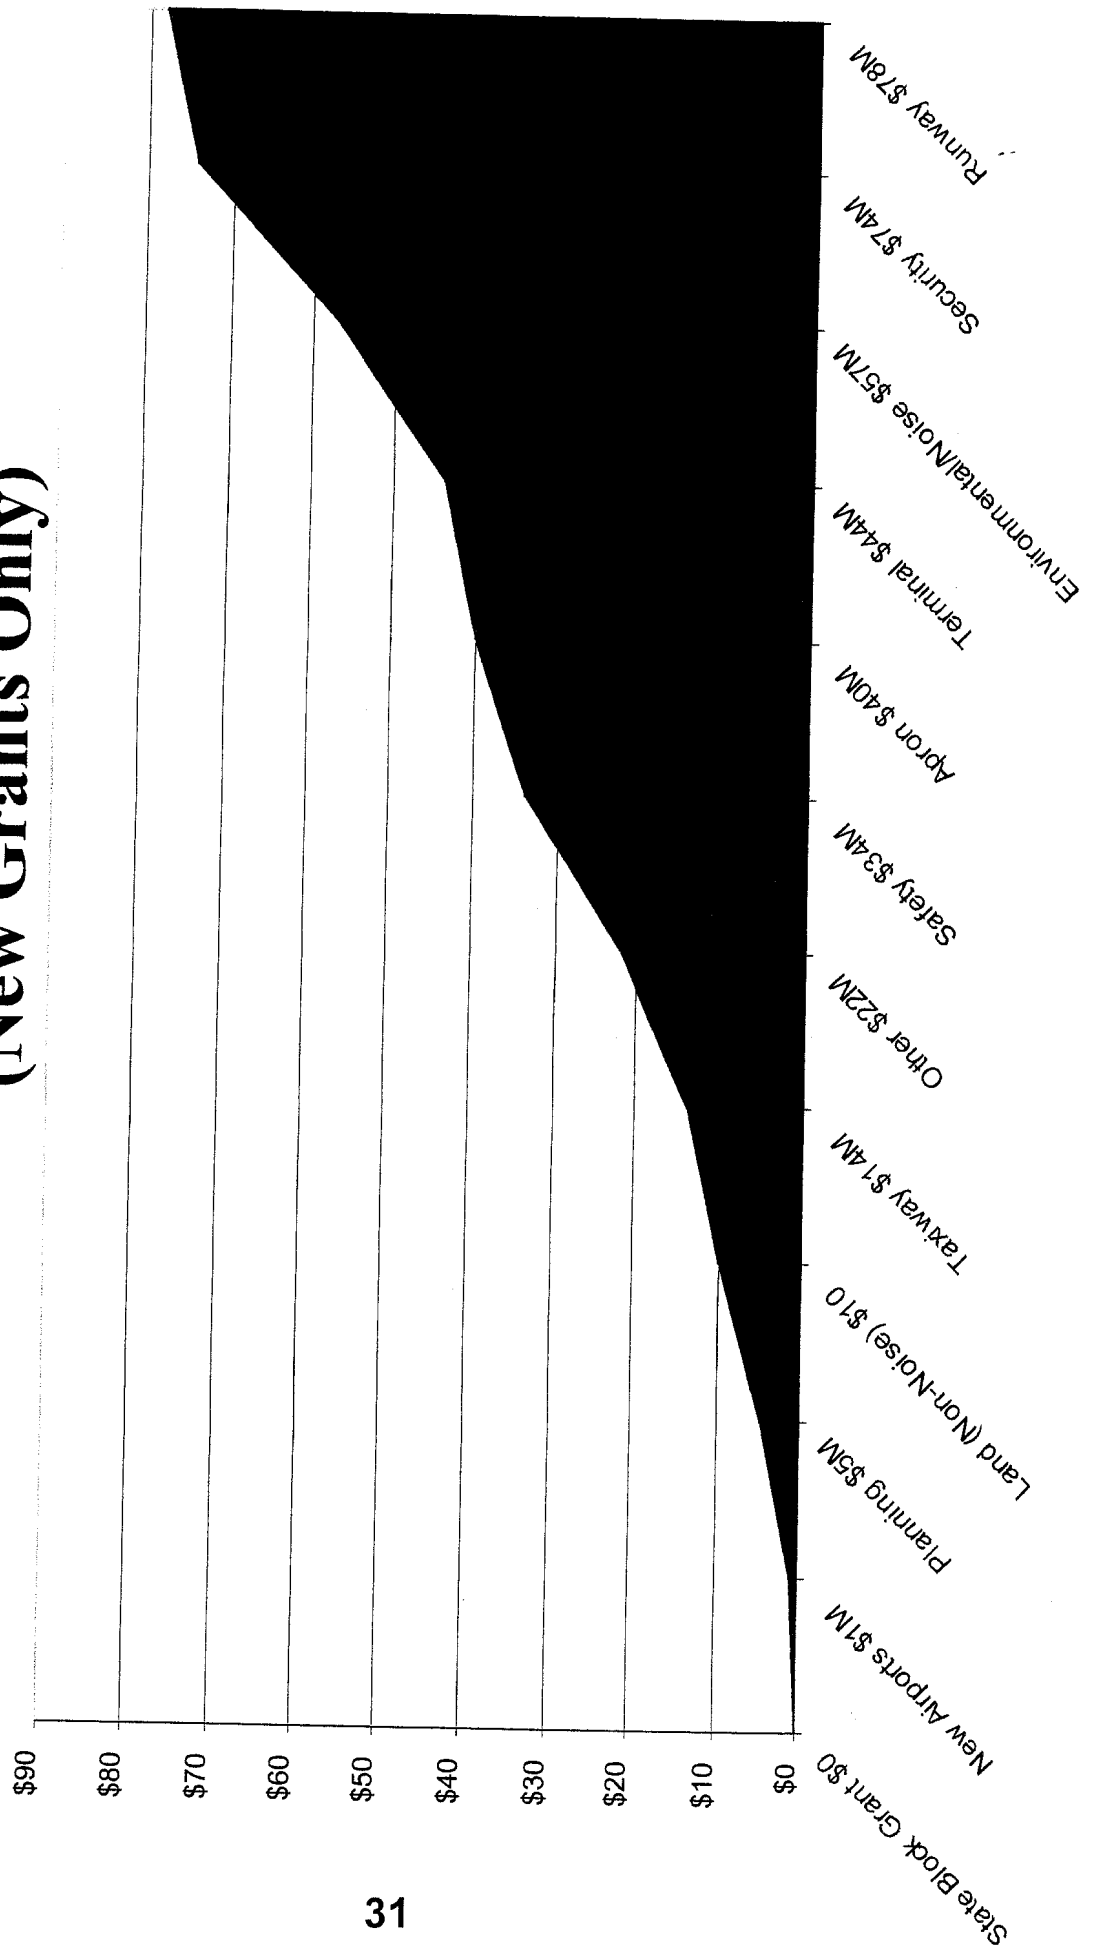 (New Grants Only)
$90
$80
$70
$60
$50
$40
$30
$20
$10
$0
State Block Grant $0
New Airports $1M
Planning $5M
Land (Non-Noise) $10
Taxiway $14M
Other $22M
Safety $34M
Apron $40M
Terminal $44M
Environmental/Noise $57M
Security $74M
Runway $78M
31